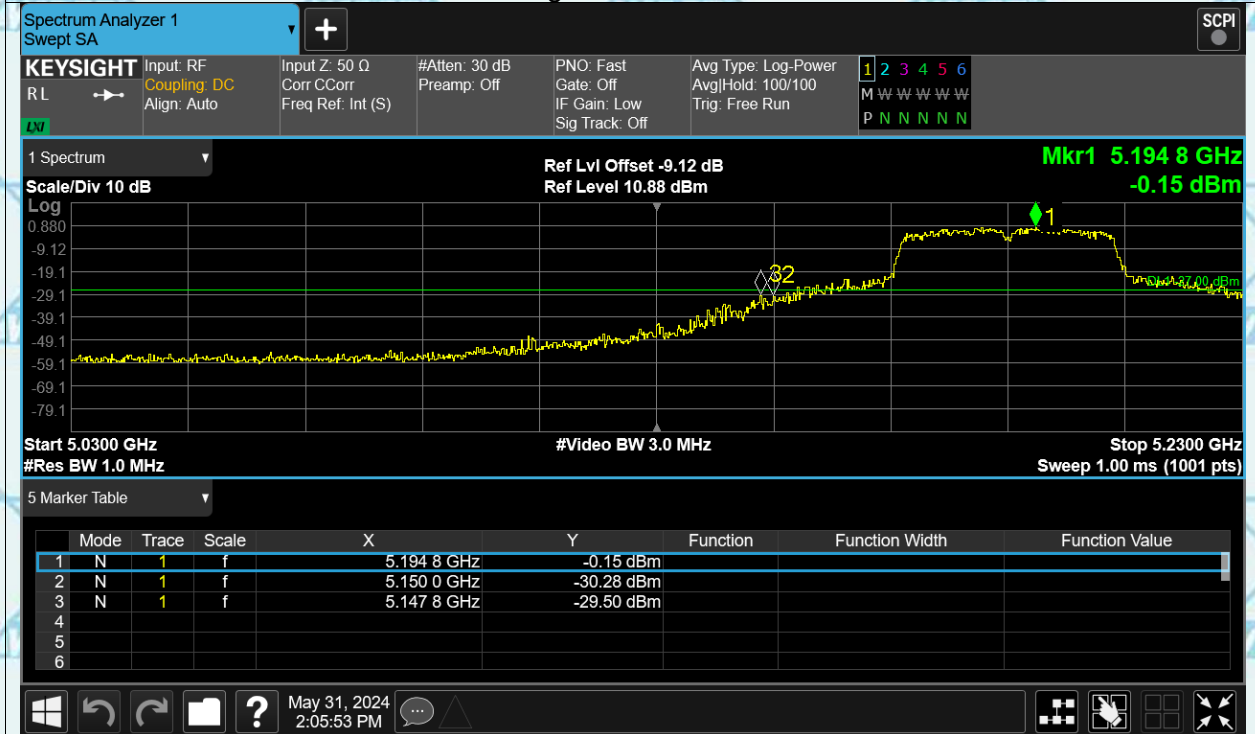 Spectrum Analyzer 1
Swept SA
+
SCPI
KEYSIGHT
RL
LXI
Input: RF
Coupling: DC
Align: Auto
Input Z: 50 Ω
Corr CCorr
Freq Ref: Int (S)
#Atten: 30 dB
Preamp: Off
PNO: Fast
Gate: Off
IF Gain: Low
Sig Track: Off
Avg Type: Log-Power
Avg|Hold: 100/100
Trig: Free Run
1 2 3 4 5 6
M W W W W W
P N N N N N
1 Spectrum
Scale/Div 10 dB
Ref Lvl Offset -9.12 dB
Ref Level 10.88 dBm
Mkr1 5.194 8 GHz
-0.15 dBm
Log
0.880
-9.12
-19.1
-29.1
-39.1
-49.1
-59.1
-69.1
-79.1
1
32
Start 5.0300 GHz
#Video BW 3.0 MHz
Stop 5.2300 GHz
#Res BW 1.0 MHz
Sweep 1.00 ms (1001 pts)
5 Marker Table
Mode Trace Scale X Y Function Function Width Function Value
1 N 1 f 5.194 8 GHz -0.15 dBm
2 N 1 f 5.150 0 GHz -30.28 dBm
3 N 1 f 5.147 8 GHz -29.50 dBm
4
5
6
?
May 31, 2024
2:05:53 PM